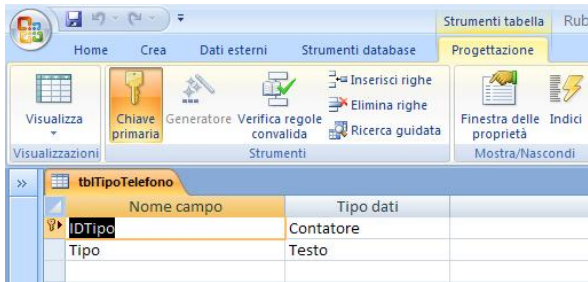 Strumenti tabella Rub
Home Crea Dati esterni Strumenti database Progettazione
Visualizza
Chiave primaria
Generatore
Verifica regole convalida
Inserisci righe
Elimina righe
Ricerca guidata
Finestra delle proprietà
Indici
Visualizzazioni Strumenti Mostra/Nascondi
» tblTipoTelefono
Nome campo Tipo dati
IDTipo Contatore
Tipo Testo